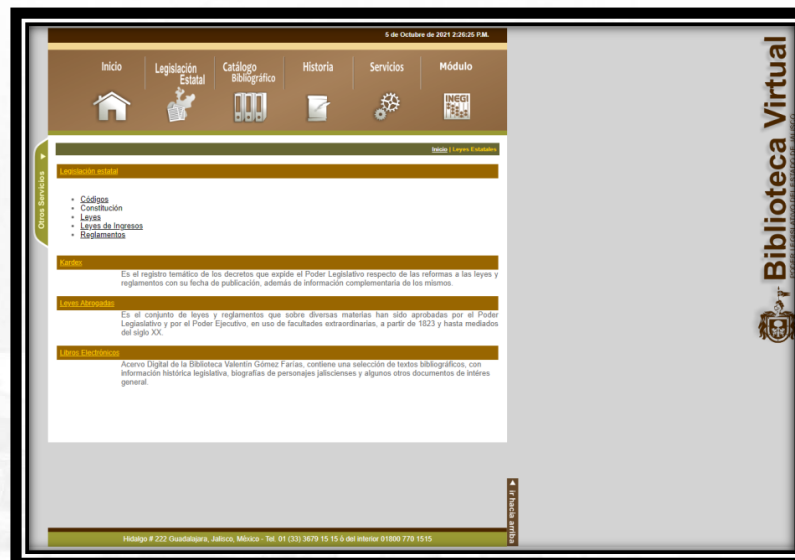 5 de Octubre de 2021 2:26:25 P.M.
Inicio
Legislación
Estatal
Catálogo
Bibliográfico
Historia
Servicios
Módulo
INEGI
Inicio | Leyes Estatales
Otros Servicios
Legislación estatal
Códigos
Constitución
Leyes
Leyes de Ingresos
Reglamentos
Kardex
Es el registro temático de los decretos que expide el Poder Legislativo respecto de las reformas a las leyes y
reglamentos con su fecha de publicación, además de información complementaria de los mismos.
Leyes Abrogadas
Es el conjunto de leyes y reglamentos que sobre diversas materias han sido aprobadas por el Poder
Legiaslativo y por el Poder Ejecutivo, en uso de facultades extraordinarias, a partir de 1823 y hasta mediados
del siglo XX.
Libros Electrónicos
Acervo Digital de la Biblioteca Valentín Gómez Farías, contiene una selección de textos bibliográficos, con
información histórica legislativa, biografías de personajes jaliscienses y algunos otros documentos de intéres
general.
ir hacia arriba
Hidalgo # 222 Guadalajara, Jalisco, México - Tel. 01 (33) 3679 15 15 ó del interior 01800 770 1515
Biblioteca Virtual
PODER LEGISLATIVO DEL ESTADO DE JALISCO